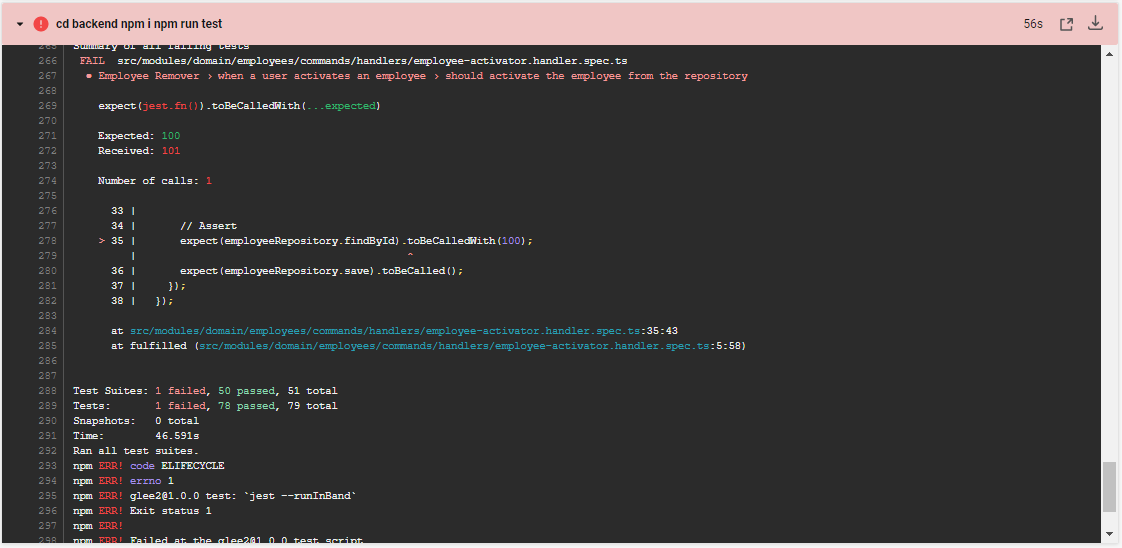 cd backend npm i npm run test 56s
265 Summary of all failing tests
266 FAIL src/modules/domain/employees/commands/handlers/employee-activator.handler.spec.ts
267 ● Employee Remover › when a user activates an employee › should activate the employee from the repository
268
269 expect(jest.fn()).toBeCalledWith(...expected)
270
271 Expected: 100
272 Received: 101
273
274 Number of calls: 1
275
276 33 |
277 34 | // Assert
278 > 35 | expect(employeeRepository.findById).toBeCalledWith(100);
279 | ^
280 36 | expect(employeeRepository.save).toBeCalled();
281 37 | });
282 38 | });
283
284 at src/modules/domain/employees/commands/handlers/employee-activator.handler.spec.ts:35:43
285 at fulfilled (src/modules/domain/employees/commands/handlers/employee-activator.handler.spec.ts:5:58)
286
287
288 Test Suites: 1 failed, 50 passed, 51 total
289 Tests: 1 failed, 78 passed, 79 total
290 Snapshots: 0 total
291 Time: 46.591s
292 Ran all test suites.
293 npm ERR! code ELIFECYCLE
294 npm ERR! errno 1
295 npm ERR! glee2@1.0.0 test: `jest --runInBand`
296 npm ERR! Exit status 1
297 npm ERR!
298 npm ERR! Failed at the glee2@1.0.0 test script